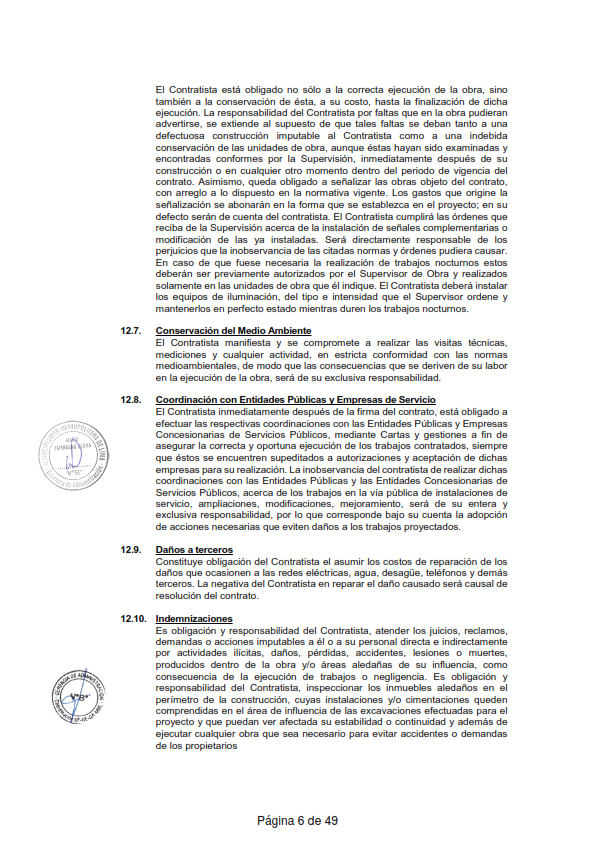 El Contratista está obligado no sólo a la correcta ejecución de la obra, sino
también a la conservación de ésta, a su costo, hasta la finalización de dicha
ejecución. La responsabilidad del Contratista por faltas que en la obra pudieran
advertirse, se extiende al supuesto de que tales faltas se deban tanto a una
defectuosa construcción imputable al Contratista como a una indebida
conservación de las unidades de obra, aunque éstas hayan sido examinadas y
encontradas conformes por la Supervisión, inmediatamente después de su
construcción o en cualquier otro momento dentro del periodo de vigencia del
contrato. Asimismo, queda obligado a señalizar las obras objeto del contrato,
con arreglo a lo dispuesto en la normativa vigente. Los gastos que origine la
señalización se abonarán en la forma que se establezca en el proyecto; en su
defecto serán de cuenta del contratista. El Contratista cumplirá las órdenes que
reciba de la Supervisión acerca de la instalación de señales complementarias o
modificación de las ya instaladas. Será directamente responsable de los
perjuicios que la inobservancia de las citadas normas y órdenes pudiera causar.
En caso de que fuese necesaria la realización de trabajos nocturnos estos
deberán ser previamente autorizados por el Supervisor de Obra y realizados
solamente en las unidades de obra que él indique. El Contratista deberá instalar
los equipos de iluminación, del tipo e intensidad que el Supervisor ordene y
mantenerlos en perfecto estado mientras duren los trabajos nocturnos.
12.7. Conservación del Medio Ambiente
El Contratista manifiesta y se compromete a realizar las visitas técnicas,
mediciones y cualquier actividad, en estricta conformidad con las normas
medioambientales, de modo que las consecuencias que se deriven de su labor
en la ejecución de la obra, será de su exclusiva responsabilidad.
12.8. Coordinación con Entidades Públicas y Empresas de Servicio
El Contratista inmediatamente después de la firma del contrato, está obligado a
efectuar las respectivas coordinaciones con las Entidades Públicas y Empresas
Concesionarias de Servicios Públicos, mediante Cartas y gestiones a fin de
asegurar la correcta y oportuna ejecución de los trabajos contratados, siempre
que éstos se encuentren supeditados a autorizaciones y aceptación de dichas
empresas para su realización. La inobservancia del contratista de realizar dichas
coordinaciones con las Entidades Públicas y las Entidades Concesionarias de
Servicios Públicos, acerca de los trabajos en la vía pública de instalaciones de
servicio, ampliaciones, modificaciones, mejoramiento, será de su entera y
exclusiva responsabilidad, por lo que corresponde bajo su cuenta la adopción
de acciones necesarias que eviten daños a los trabajos proyectados.
12.9. Daños a terceros
Constituye obligación del Contratista el asumir los costos de reparación de los
daños que ocasionen a las redes eléctricas, agua, desagüe, teléfonos y demás
terceros. La negativa del Contratista en reparar el daño causado será causal de
resolución del contrato.
12.10. Indemnizaciones
Es obligación y responsabilidad del Contratista, atender los juicios, reclamos,
demandas o acciones imputables a él o a su personal directa e indirectamente
por actividades ilícitas, daños, pérdidas, accidentes, lesiones o muertes,
producidos dentro de la obra y/o áreas aledañas de su influencia, como
consecuencia de la ejecución de trabajos o negligencia. Es obligación y
responsabilidad del Contratista, inspeccionar los inmuebles aledaños en el
perímetro de la construcción, cuyas instalaciones y/o cimentaciones queden
comprendidas en el área de influencia de las excavaciones efectuadas para el
proyecto y que puedan ver afectada su estabilidad o continuidad y además de
ejecutar cualquier obra que sea necesario para evitar accidentes o demandas
de los propietarios
METROPOLITANA DE LIMA
V°B°
GERENCIA DE ADMINISTRACIÓN
V°B°
Página 6 de 49